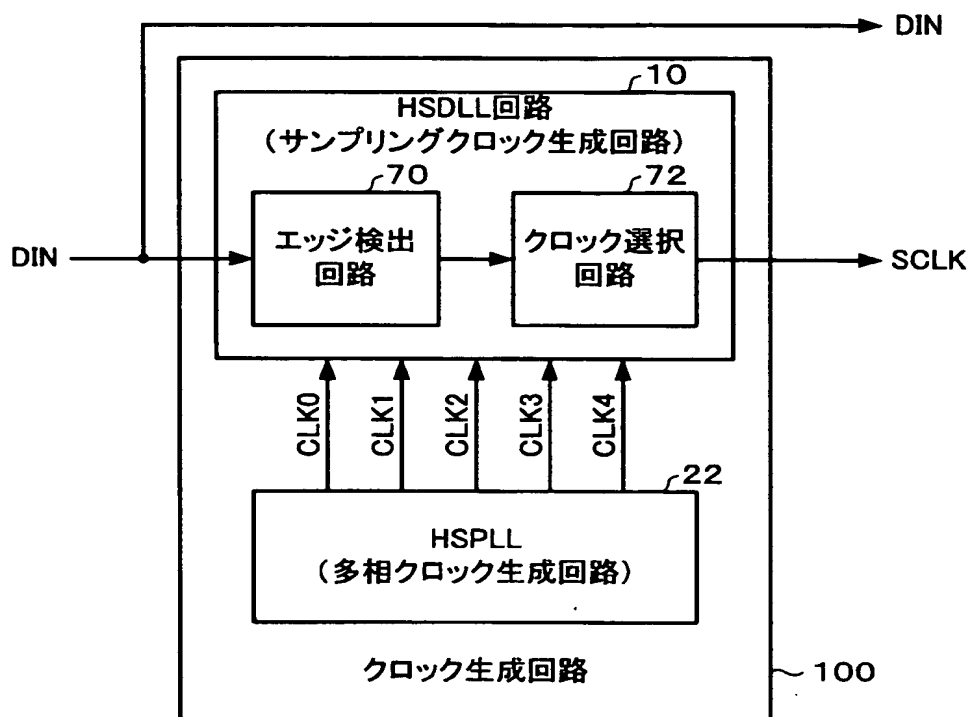 DIN
10
HSDLL回路
(サンプリングクロック生成回路)
70
72
エッジ検出
回路
クロック選択
回路
DIN
SCLK
CLK0
CLK1
CLK2
CLK3
CLK4
22
HSPLL
(多相クロック生成回路)
クロック生成回路
100